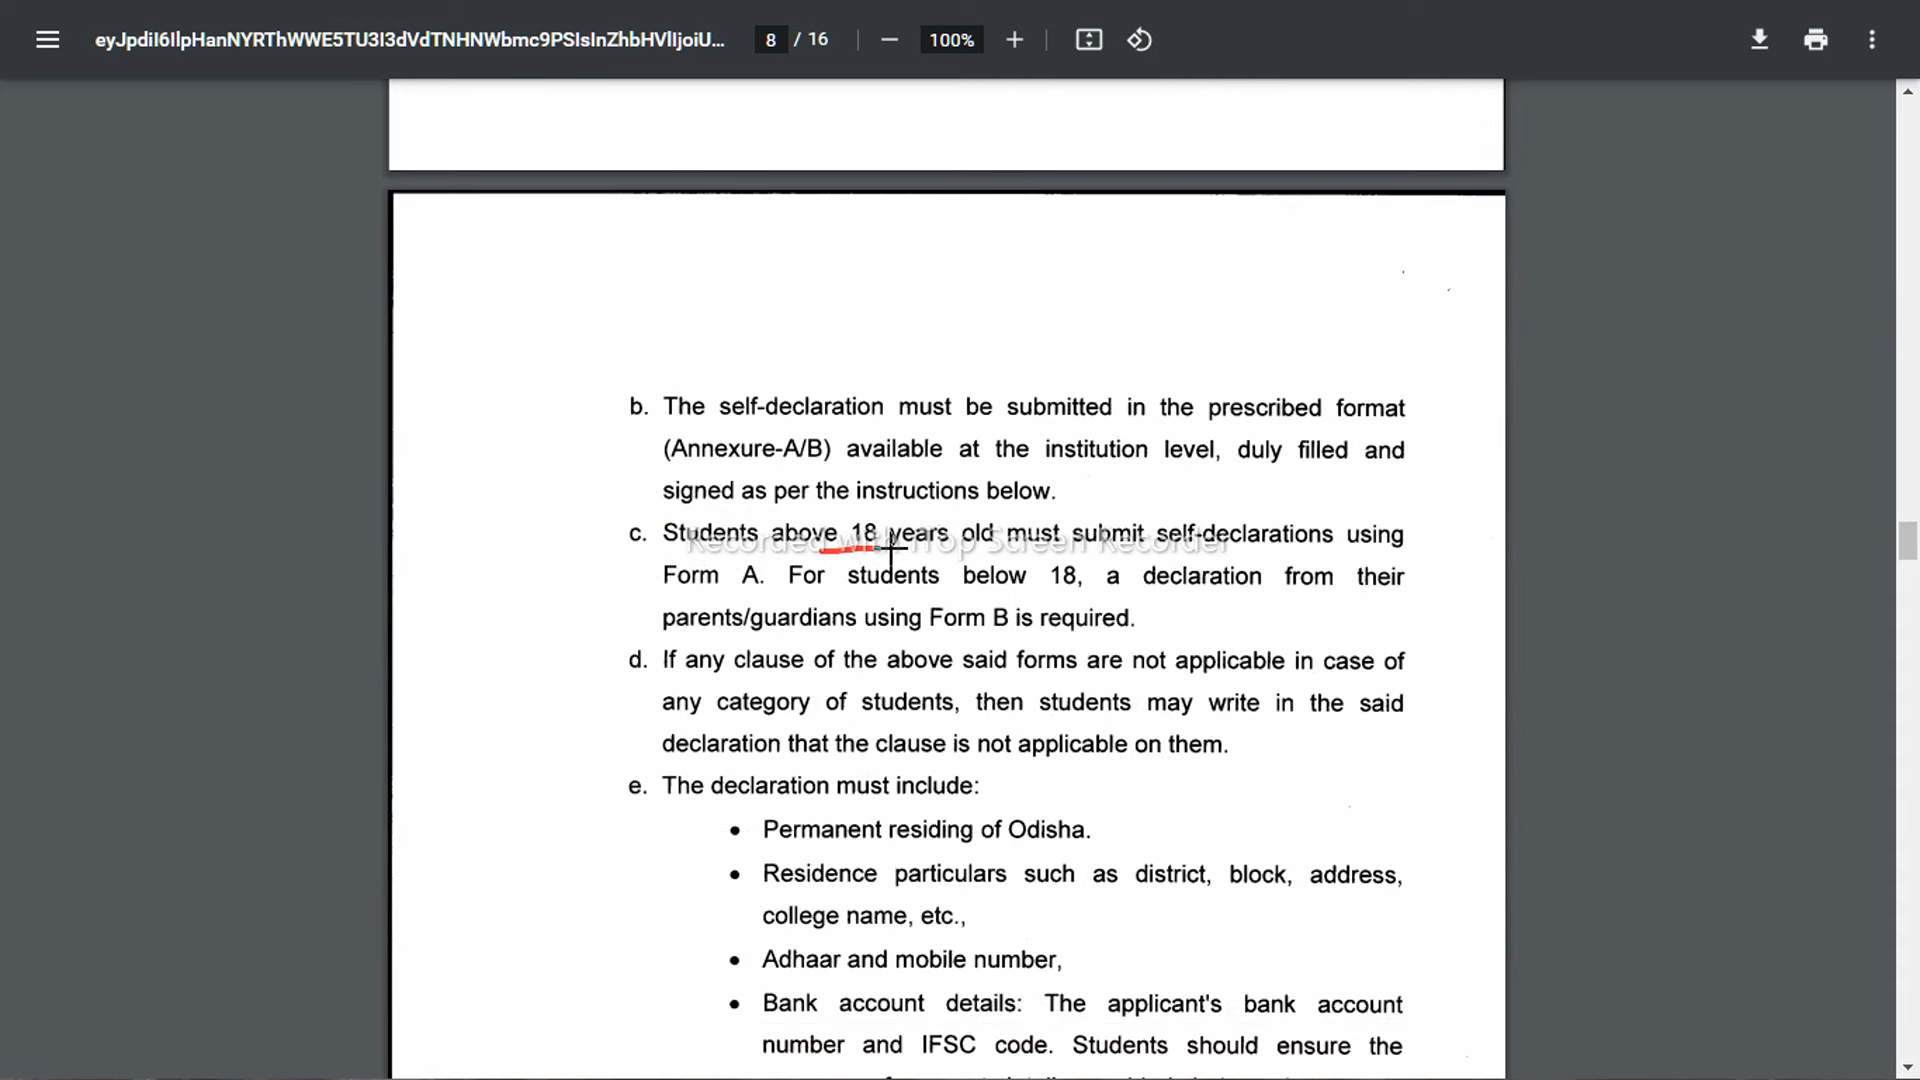 eyJpdiI6IlpHanNYRThWWE5TU3I3dVdTNHNWbmc9PSIsInZhbHVlIjoiU...
8 / 16
100%
b. The self-declaration must be submitted in the prescribed format
(Annexure-A/B) available at the institution level, duly filled and
signed as per the instructions below.
c. Students above 18 years old must submit self-declarations using
Recorded with iTop Screen Recorder
Form A. For students below 18, a declaration from their
parents/guardians using Form B is required.
d. If any clause of the above said forms are not applicable in case of
any category of students, then students may write in the said
declaration that the clause is not applicable on them.
e. The declaration must include:
• Permanent residing of Odisha.
• Residence particulars such as district, block, address,
college name, etc.,
• Adhaar and mobile number,
• Bank account details: The applicant's bank account
number and IFSC code. Students should ensure the